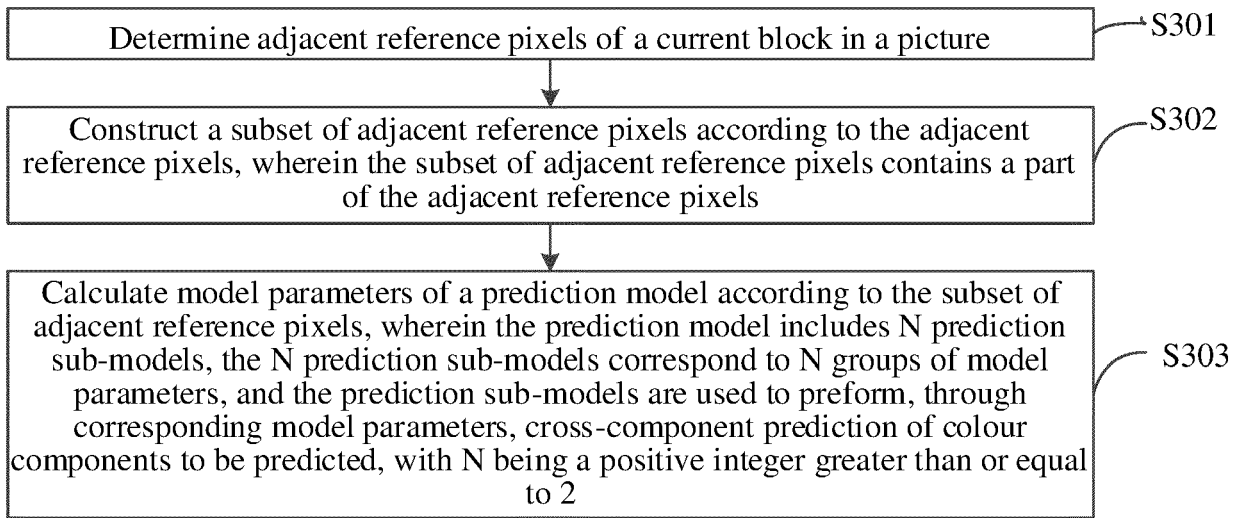 Determine adjacent reference pixels of a current block in a picture
S301
Construct a subset of adjacent reference pixels according to the adjacent
reference pixels, wherein the subset of adjacent reference pixels contains a part
of the adjacent reference pixels
S302
Calculate model parameters of a prediction model according to the subset of
adjacent reference pixels, wherein the prediction model includes N prediction
sub-models, the N prediction sub-models correspond to N groups of model
parameters, and the prediction sub-models are used to preform, through
corresponding model parameters, cross-component prediction of colour
components to be predicted, with N being a positive integer greater than or equal
to 2
S303